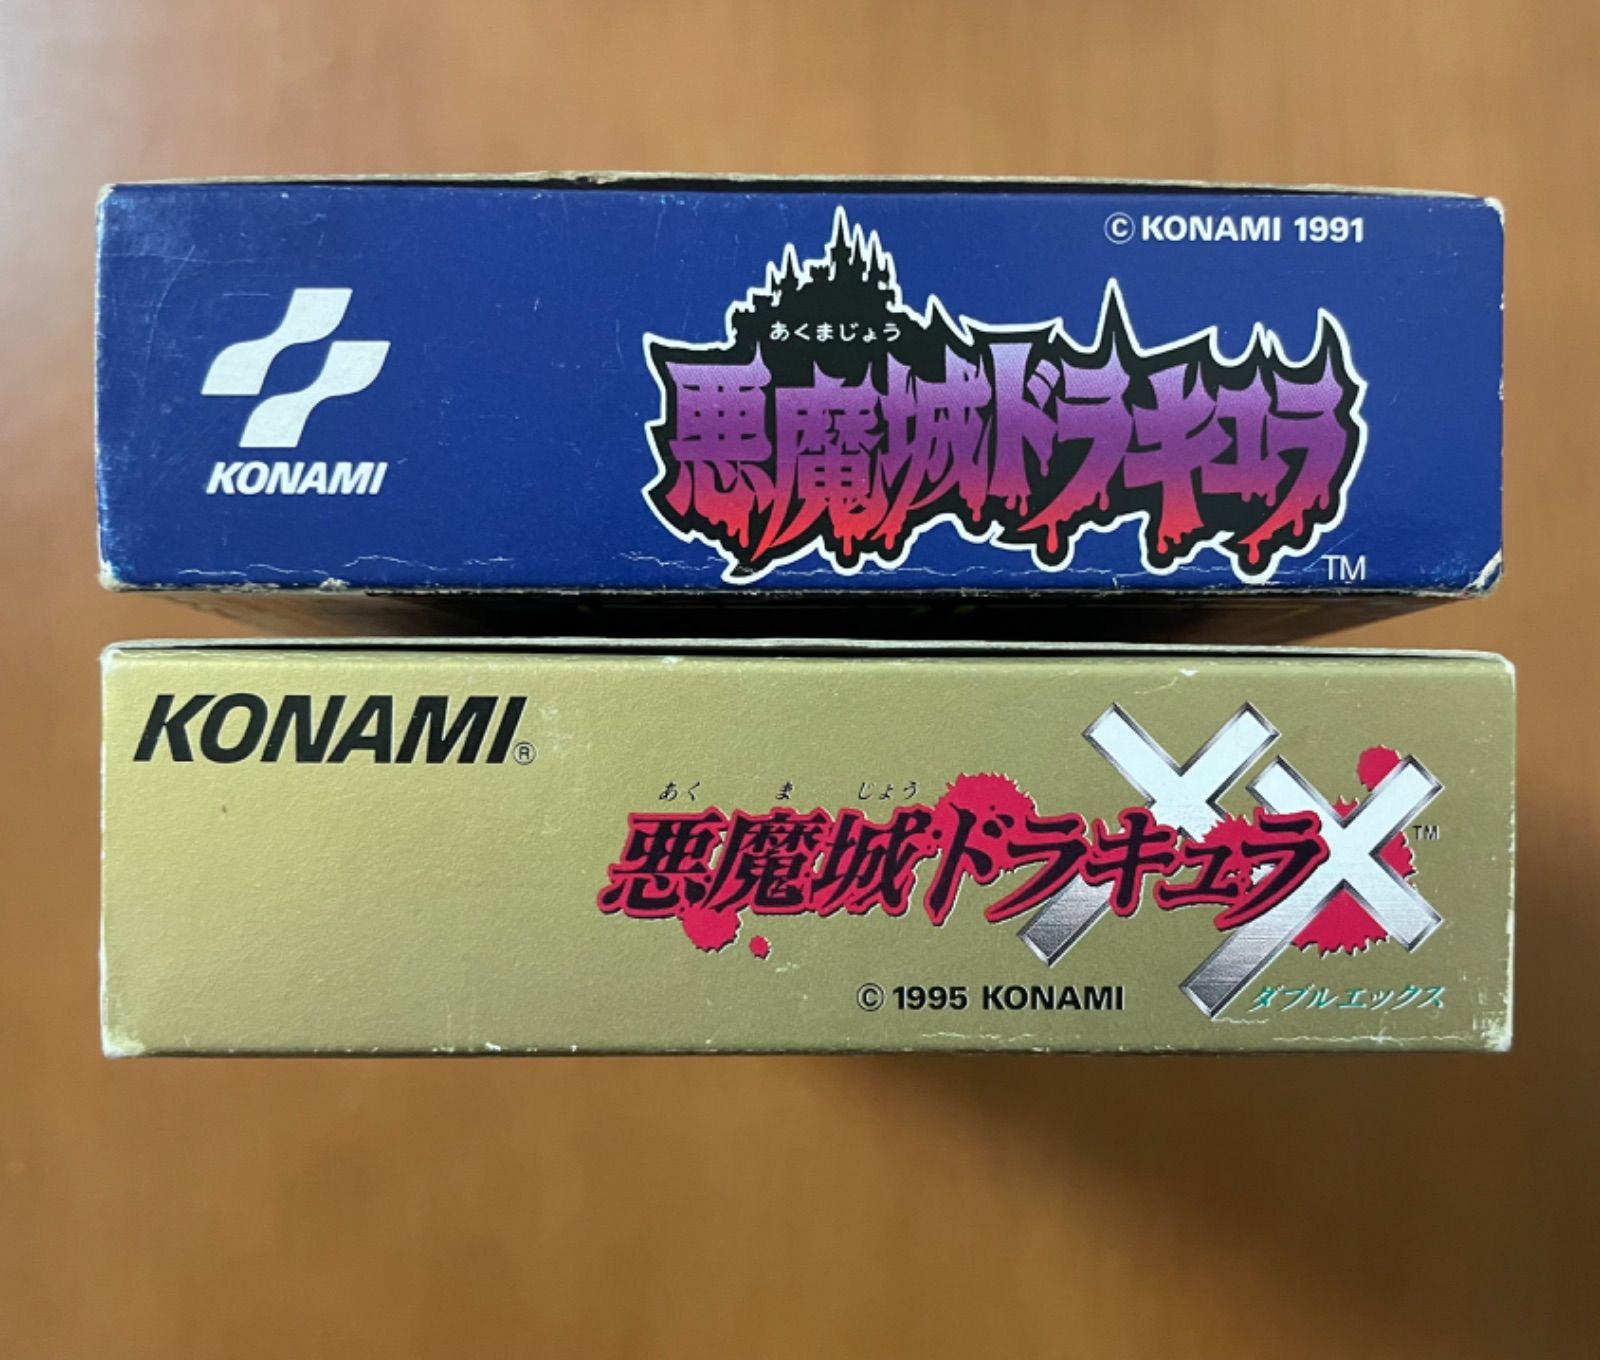 © KONAMI 1991
あくまじょう
悪魔城ドラキュラ
TM
KONAMI
KONAMI®
あくまじょう
悪魔城ドラキュラXX
TM
ダブルエックス
© 1995 KONAMI